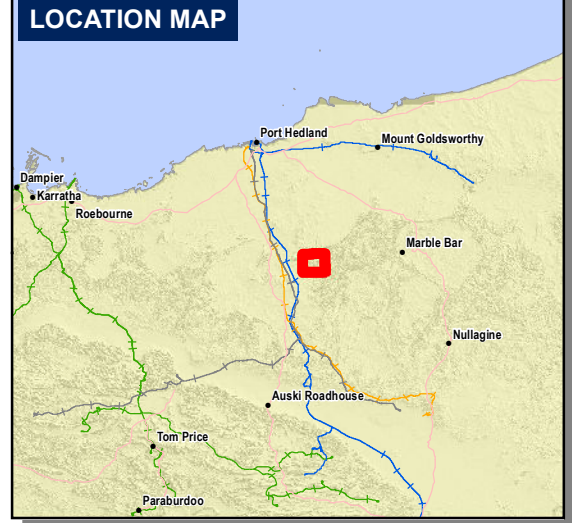 LOCATION MAP
Port Hedland
Mount Goldsworthy
Dampier
Karratha
Roebourne
Marble Bar
Nullagine
Auski Roadhouse
Tom Price
Paraburdoo